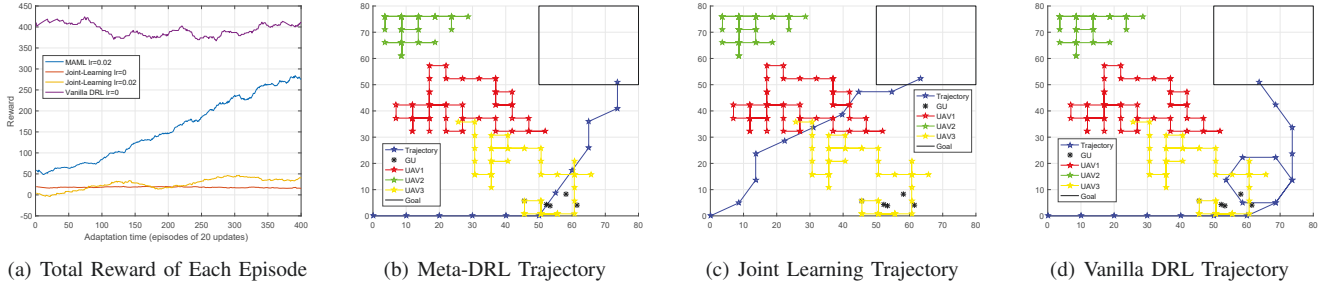 450
400
350
300
250
200
150
100
50
0
-50
Reward
MAML lr=0.02
Joint-Learning lr=0
Joint-Learning lr=0.02
Vanilla DRL lr=0
0 50 100 150 200 250 300 350 400
Adaptation time (episodes of 20 updates)
(a) Total Reward of Each Episode
80
70
60
50
40
30
20
10
0
Trajectory
GU
UAV1
UAV2
UAV3
Goal
0 10 20 30 40 50 60 70 80
(b) Meta-DRL Trajectory
80
70
60
50
40
30
20
10
0
Trajectory
GU
UAV1
UAV2
UAV3
Goal
0 10 20 30 40 50 60 70 80
(c) Joint Learning Trajectory
80
70
60
50
40
30
20
10
0
Trajectory
GU
UAV1
UAV2
UAV3
Goal
0 10 20 30 40 50 60 70 80
(d) Vanilla DRL Trajectory